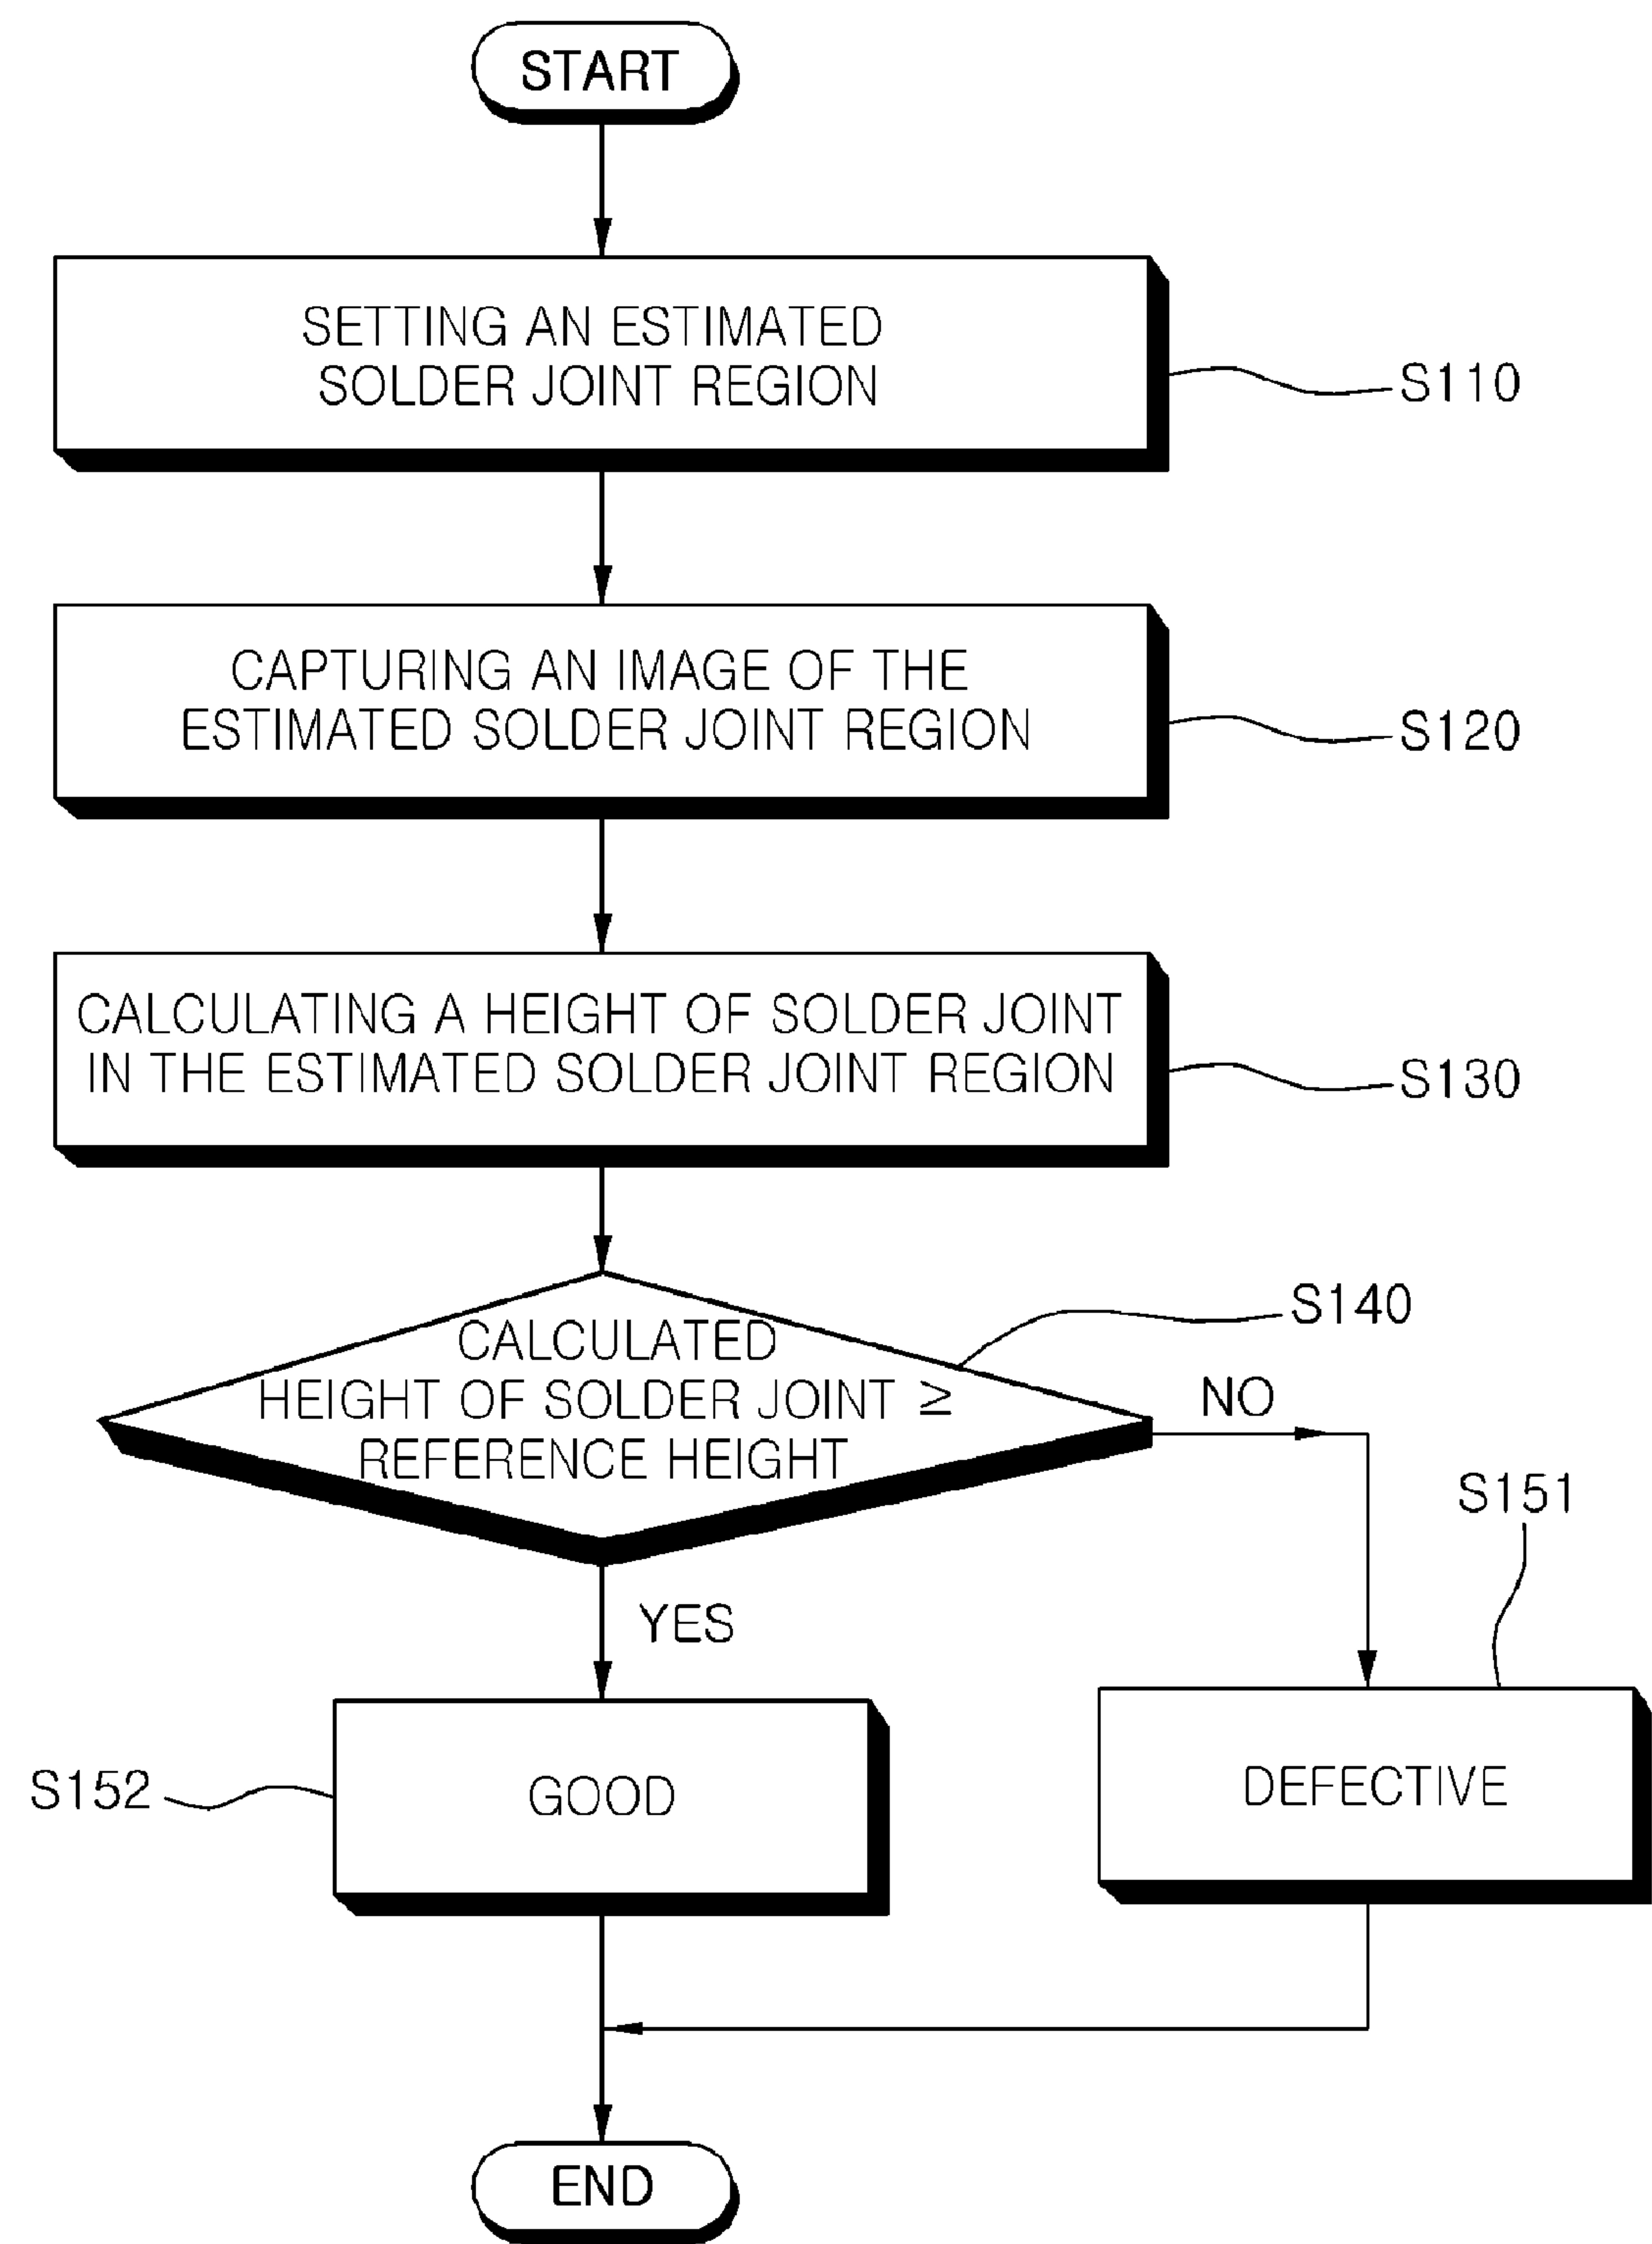 START
SETTING AN ESTIMATED
SOLDER JOINT REGION
S110
CAPTURING AN IMAGE OF THE
ESTIMATED SOLDER JOINT REGION
S120
CALCULATING A HEIGHT OF SOLDER JOINT
IN THE ESTIMATED SOLDER JOINT REGION
S130
CALCULATED
HEIGHT OF SOLDER JOINT ≥
REFERENCE HEIGHT
S140
NO
S151
YES
S152
GOOD
DEFECTIVE
END